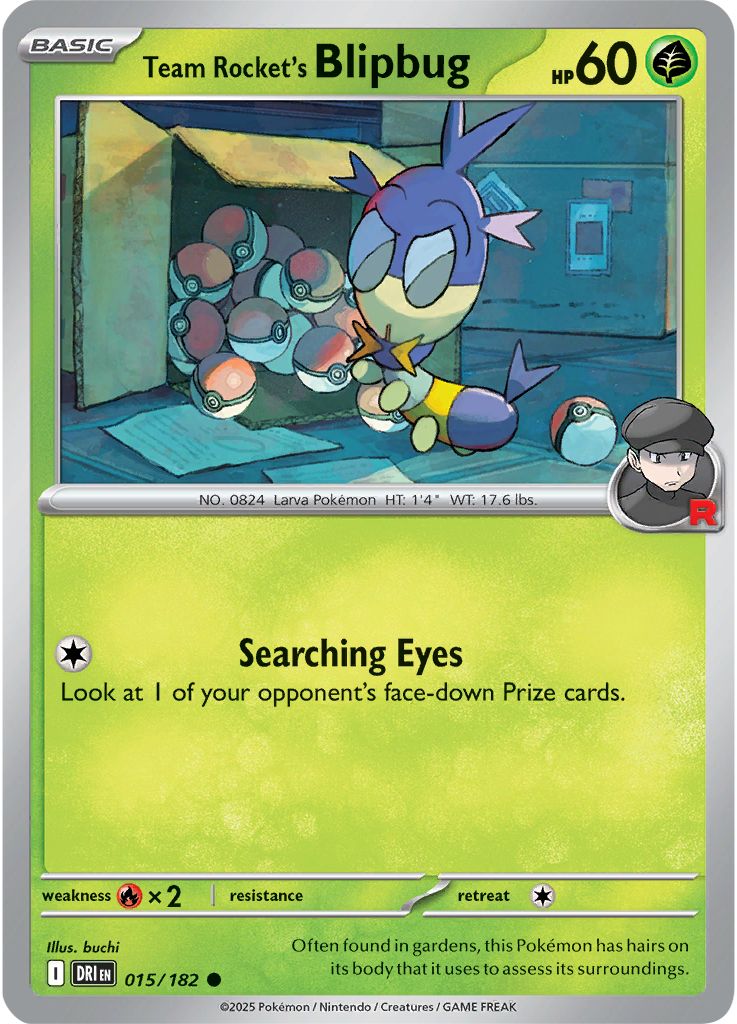 BASIC
Team Rocket's Blipbug
HP60
NO. 0824 Larva Pokémon HT: 1'4" WT: 17.6 lbs.
R
Searching Eyes
Look at 1 of your opponent's face-down Prize cards.
weakness ×2 resistance retreat
Illus. buchi
Often found in gardens, this Pokémon has hairs on
its body that it uses to assess its surroundings.
I DRI EN 015/182
©2025 Pokémon / Nintendo / Creatures / GAME FREAK